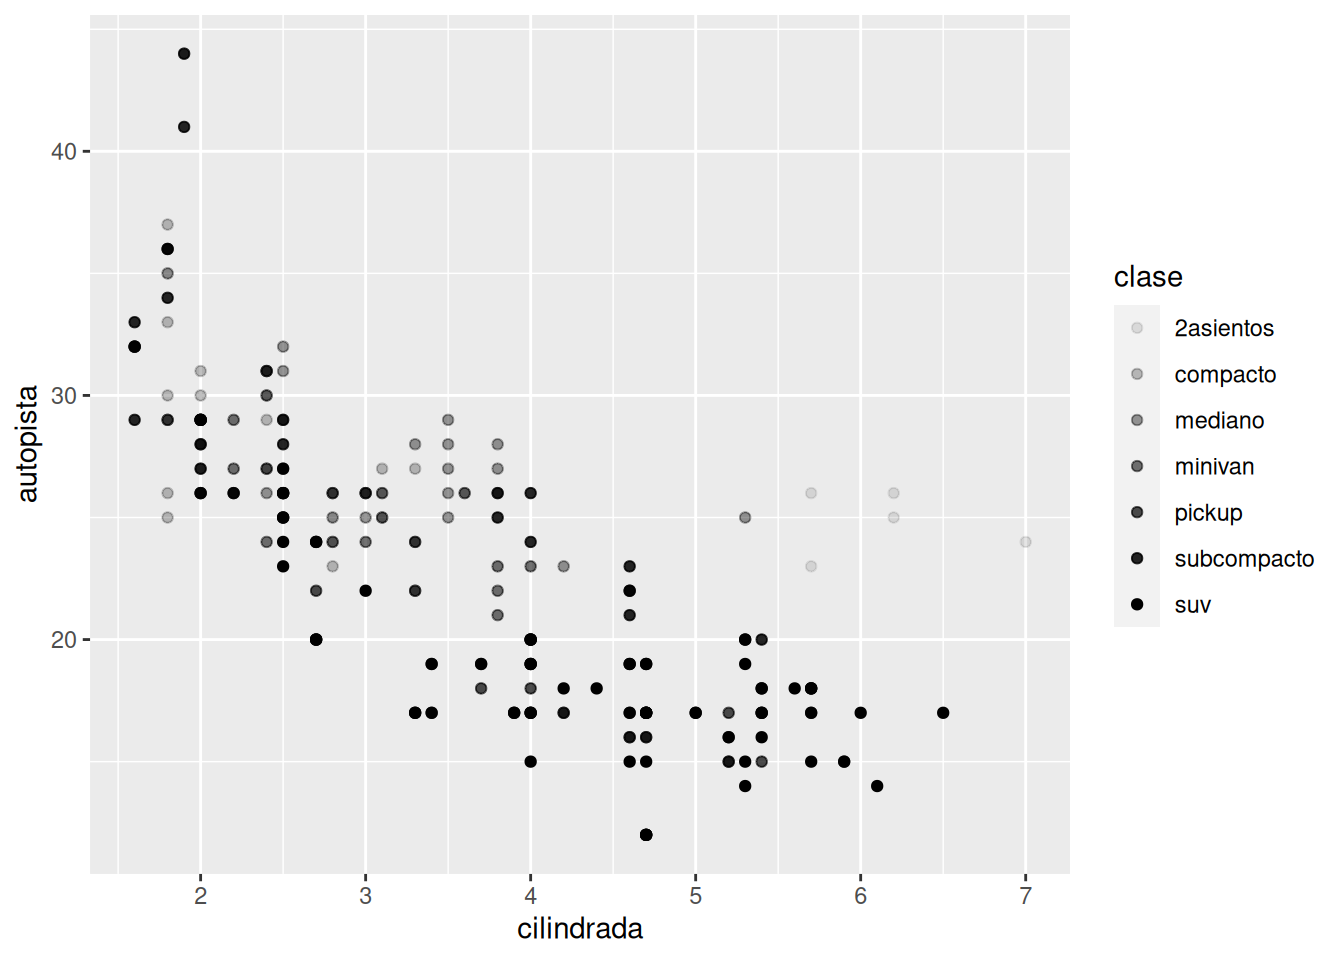 autopista
40
30
20
2 3 4 5 6 7
cilindrada
clase
2asientos
compacto
mediano
minivan
pickup
subcompacto
suv